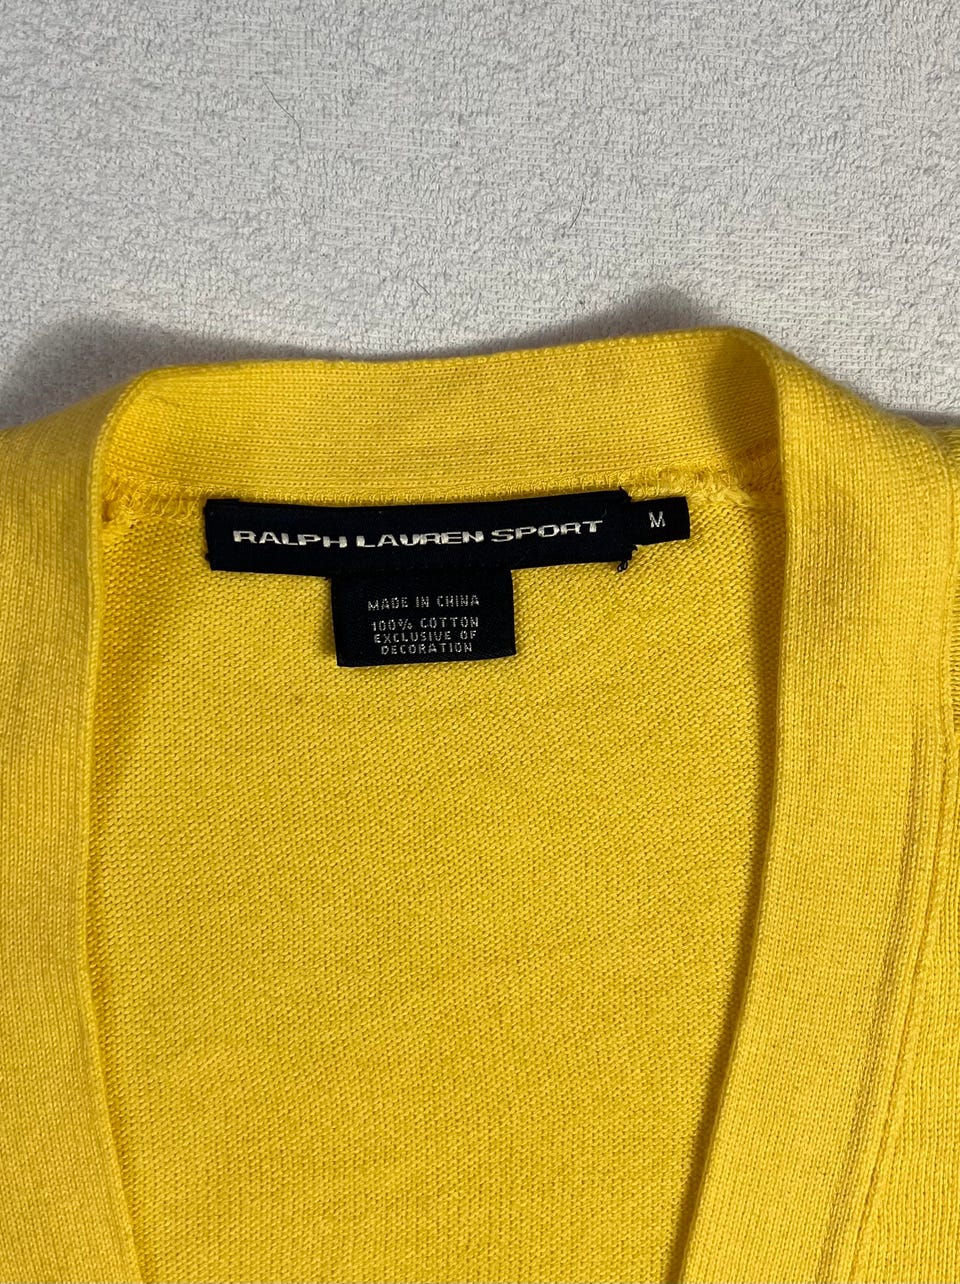 RALPH LAUREN SPORT M
MADE IN CHINA
100% COTTON
EXCLUSIVE OF
DECORATION